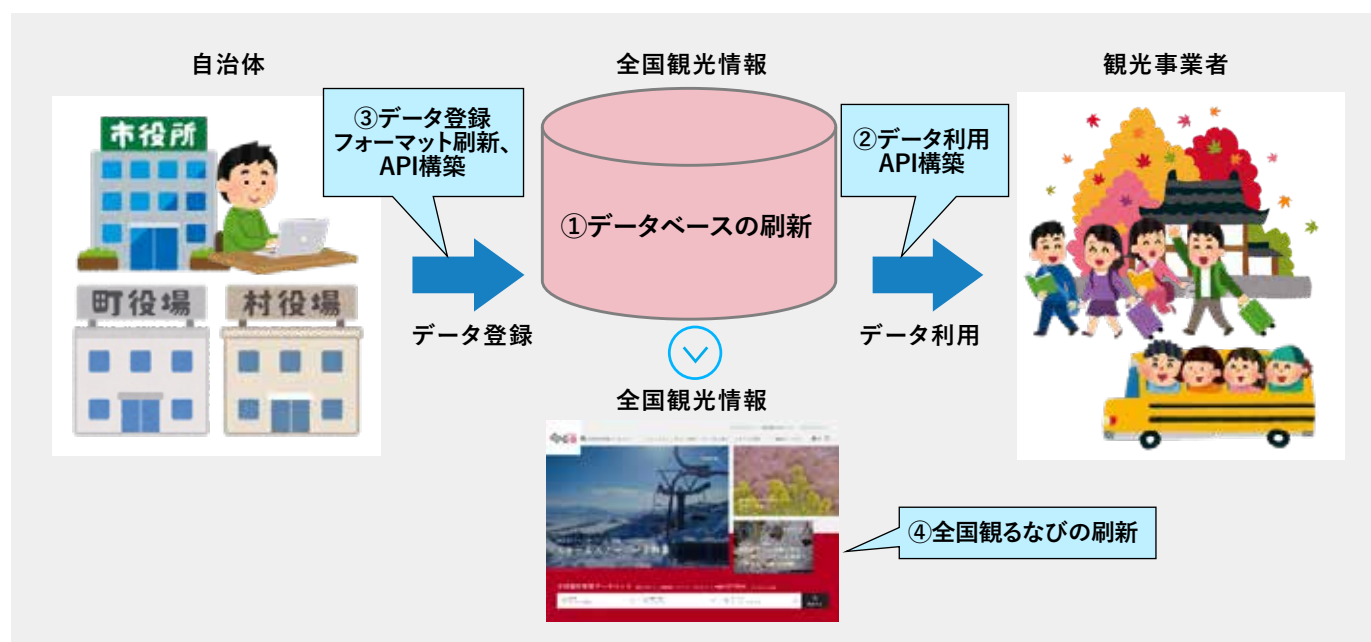 自治体
全国観光情報
観光事業者
市役所
③データ登録
フォーマット刷新、
API構築
②データ利用
API構築
①データベースの刷新
町役場
村役場
データ登録
データ利用
全国観光情報
④全国観るなびの刷新